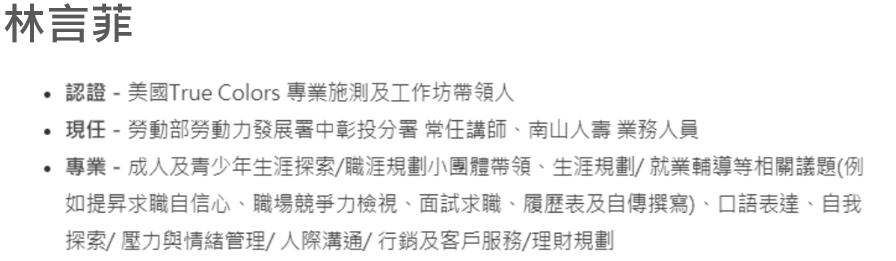 林言菲
• 認證 - 美國True Colors 專業施測及工作坊帶領人
• 現任 - 勞動部勞動力發展署中彰投分署 常任講師、南山人壽 業務人員
• 專業 - 成人及青少年生涯探索/職涯規劃小團體帶領、生涯規劃/ 就業輔導等相關議題(例
如提昇求職自信心、職場競爭力檢視、面試求職、履歷表及自傳撰寫)、口語表達、自我
探索/ 壓力與情緒管理/ 人際溝通/ 行銷及客戶服務/理財規劃